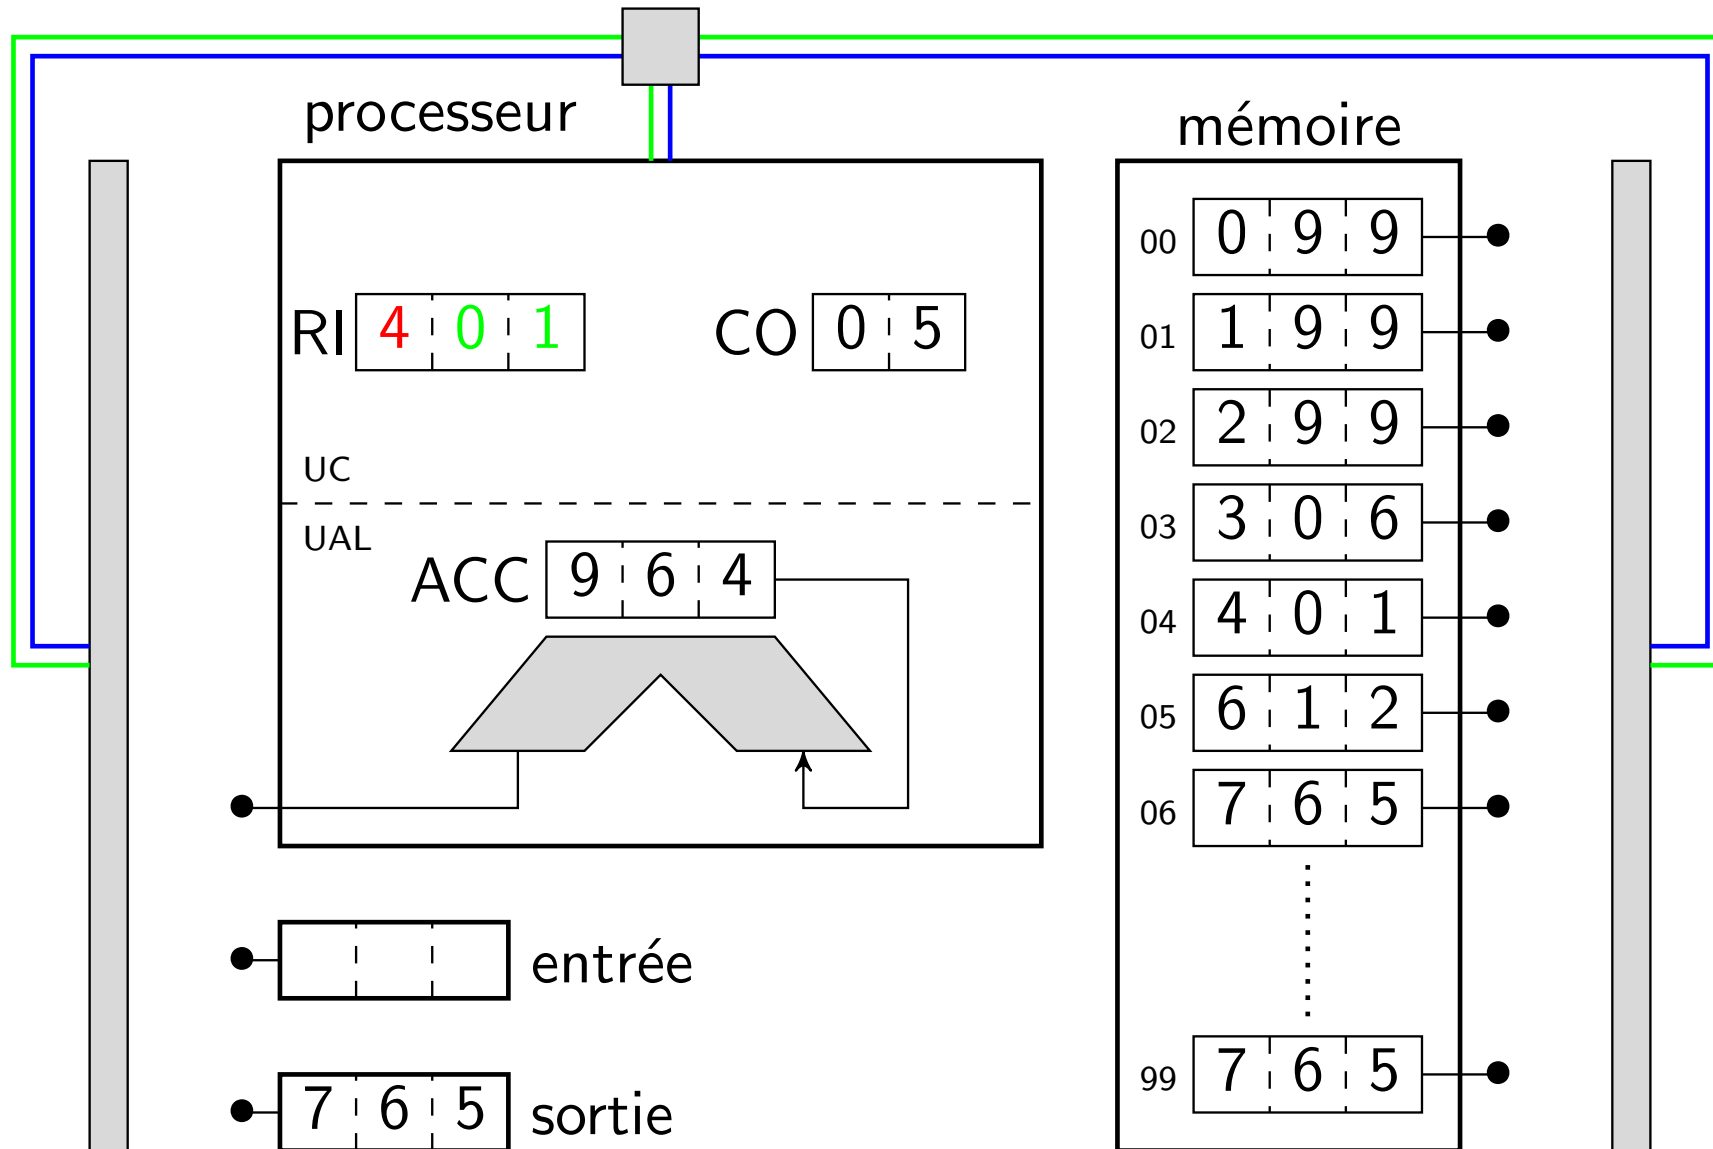 processeur
RI 4 0 1
CO 0 5
UC
UAL
ACC 9 6 4
entrée
7 6 5 sortie
mémoire
00 0 9 9
01 1 9 9
02 2 9 9
03 3 0 6
04 4 0 1
05 6 1 2
06 7 6 5
99 7 6 5